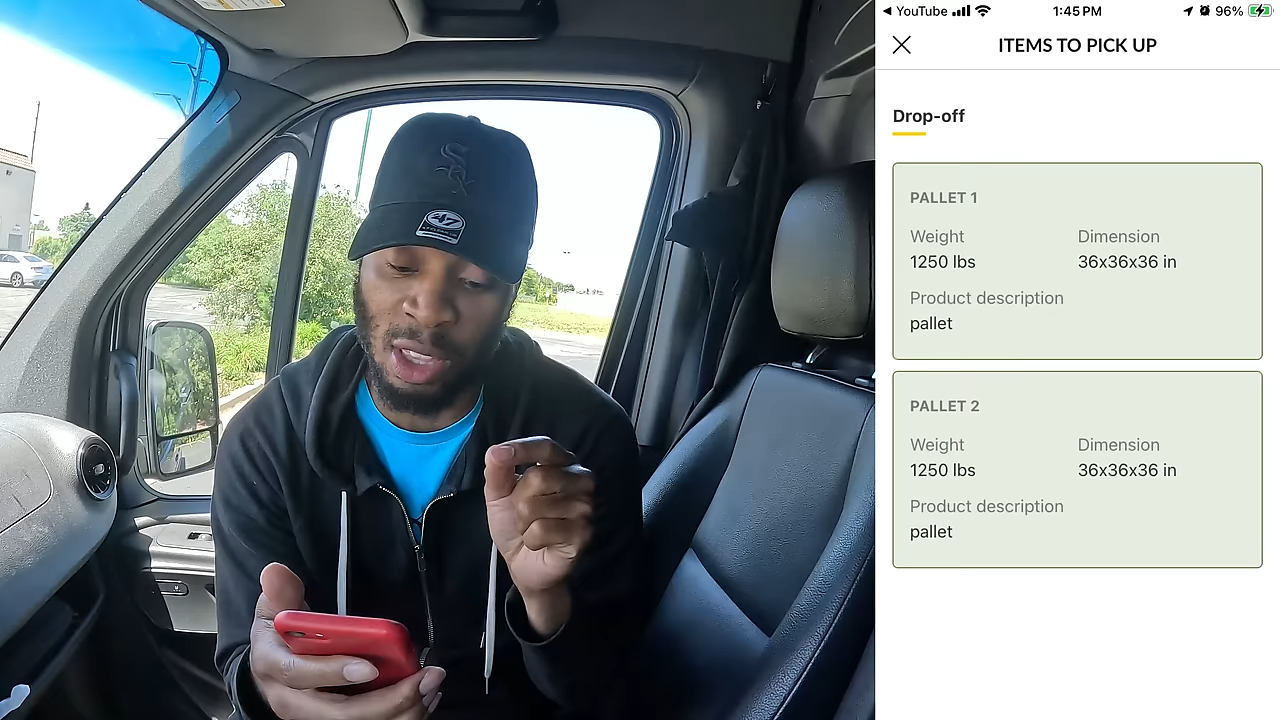 Sox
47
YouTube
1:45 PM
96%
ITEMS TO PICK UP
Drop-off
PALLET 1
Weight
Dimension
1250 lbs
36x36x36 in
Product description
pallet
PALLET 2
Weight
Dimension
1250 lbs
36x36x36 in
Product description
pallet